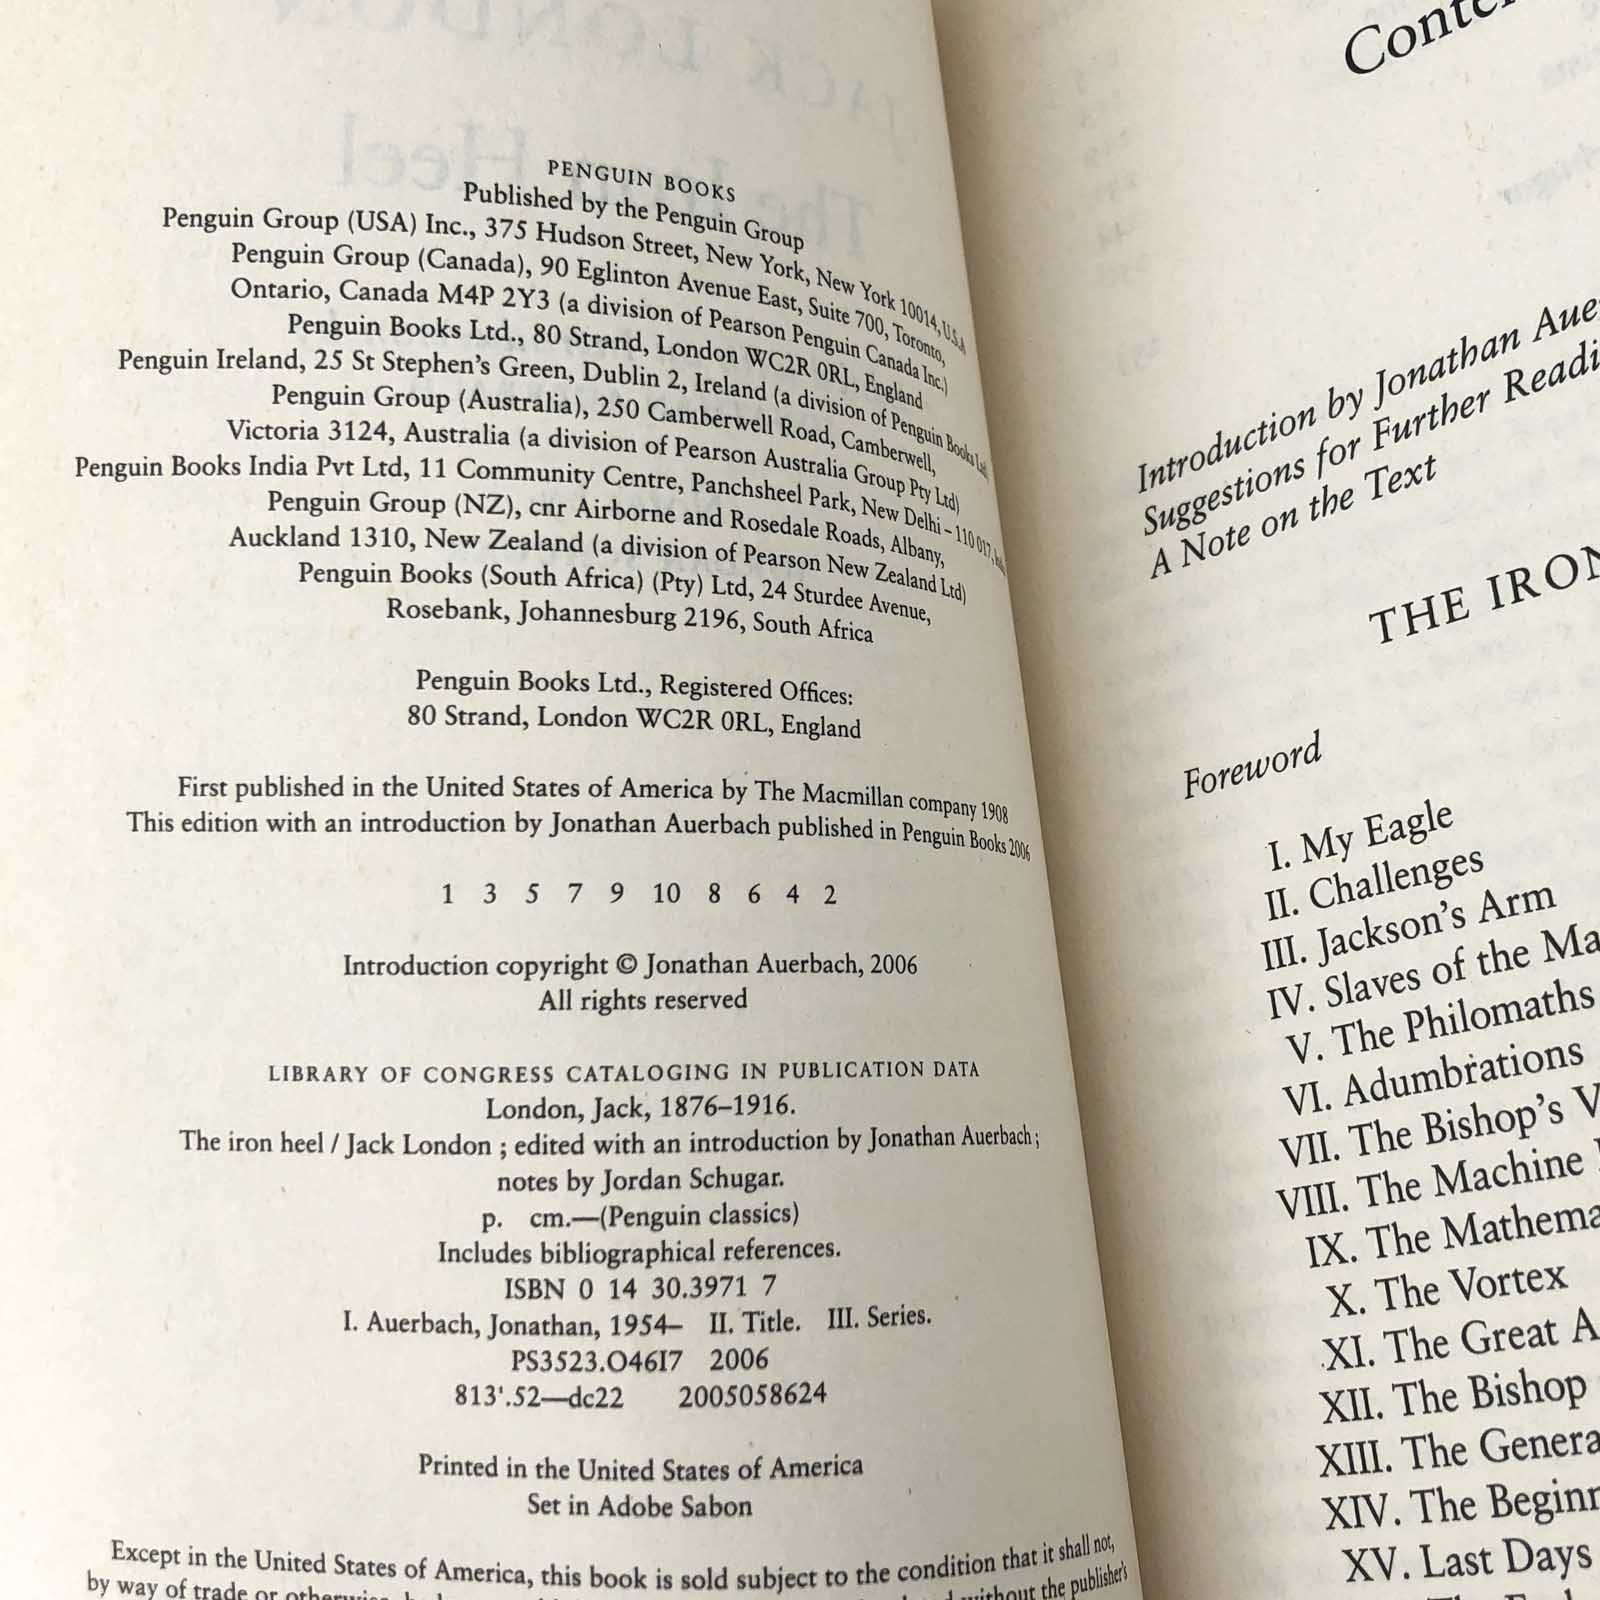 PENGUIN BOOKS
Published by the Penguin Group
Penguin Group (USA) Inc., 375 Hudson Street, New York, New York 10014, U.S.A
Penguin Group (Canada), 90 Eglinton Avenue East, Suite 700, Toronto,
Ontario, Canada M4P 2Y3 (a division of Pearson Penguin Canada Inc.)
Penguin Books Ltd., 80 Strand, London WC2R 0RL, England
Penguin Ireland, 25 St Stephen's Green, Dublin 2, Ireland (a division of Penguin Books Ltd)
Penguin Group (Australia), 250 Camberwell Road, Camberwell,
Victoria 3124, Australia (a division of Pearson Australia Group Pty Ltd)
Penguin Books India Pvt Ltd, 11 Community Centre, Panchsheel Park, New Delhi – 110 017,
Penguin Group (NZ), cnr Airborne and Rosedale Roads, Albany,
Auckland 1310, New Zealand (a division of Pearson New Zealand Ltd)
Penguin Books (South Africa) (Pty) Ltd, 24 Sturdee Avenue,
Rosebank, Johannesburg 2196, South Africa
Penguin Books Ltd., Registered Offices:
80 Strand, London WC2R 0RL, England
First published in the United States of America by The Macmillan company 1908
This edition with an introduction by Jonathan Auerbach published in Penguin Books 2006
1 3 5 7 9 10 8 6 4 2
Introduction copyright © Jonathan Auerbach, 2006
All rights reserved
LIBRARY OF CONGRESS CATALOGING IN PUBLICATION DATA
London, Jack, 1876–1916.
The iron heel / Jack London ; edited with an introduction by Jonathan Auerbach ;
notes by Jordan Schugar.
p. cm.—(Penguin classics)
Includes bibliographical references.
ISBN 0 14 30.3971 7
I. Auerbach, Jonathan, 1954– II. Title. III. Series.
PS3523.O46I7 2006
813'.52—dc22 2005058624
Printed in the United States of America
Set in Adobe Sabon
Except in the United States of America, this book is sold subject to the condition that it shall not,
by way of trade or without the publisher's
Conte
Introduction by Jonathan Aue
Suggestions for Further Readi
A Note on the Text
THE IRON
Foreword
I. My Eagle
II. Challenges
III. Jackson's Arm
IV. Slaves of the Ma
V. The Philomaths
VI. Adumbrations
VII. The Bishop's V
VIII. The Machine
IX. The Mathema
X. The Vortex
XI. The Great A
XII. The Bishop
XIII. The Genera
XIV. The Beginn
XV. Last Days